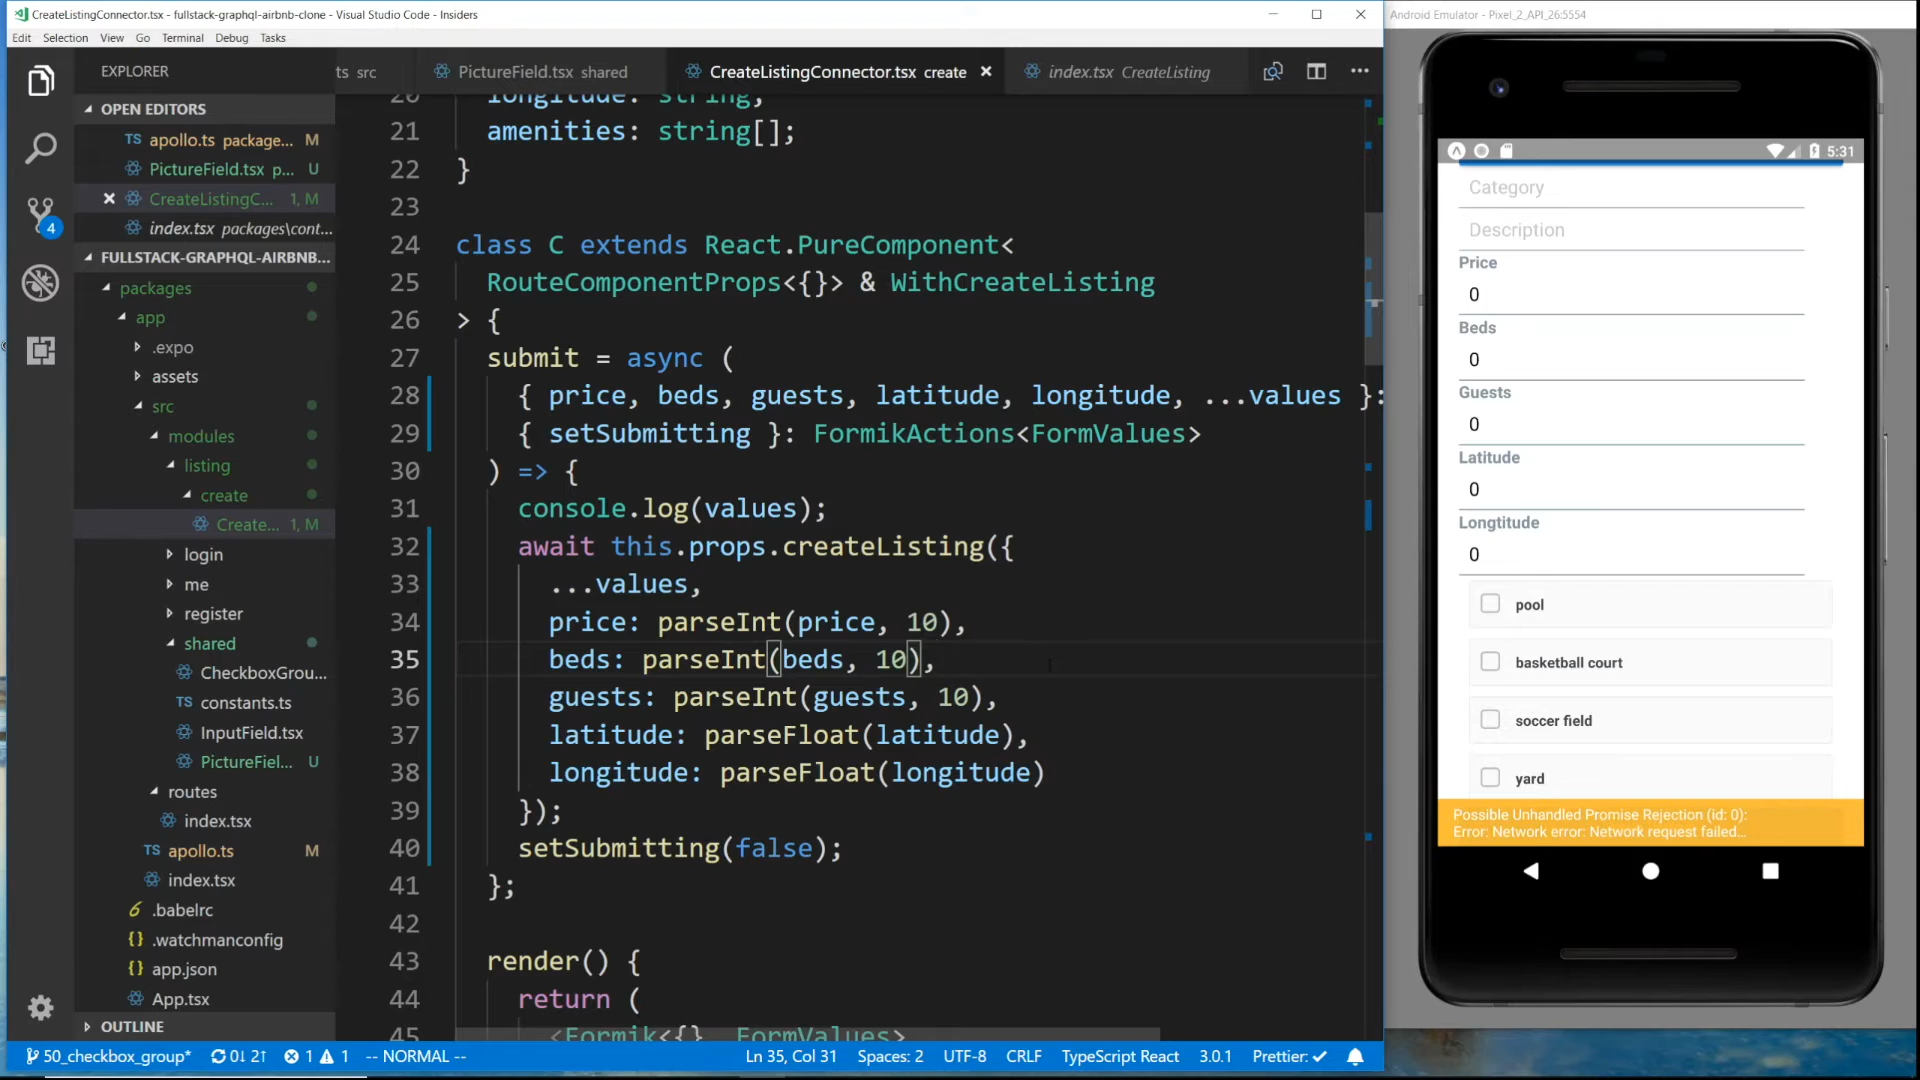 CreateListingConnector.tsx - fullstack-graphql-airbnb-clone - Visual Studio Code - Insiders
Edit Selection View Go Terminal Debug Tasks
EXPLORER
OPEN EDITORS
TS apollo.ts package... M
PictureField.tsx p... U
CreateListingC... 1, M
index.tsx packages\cont...
FULLSTACK-GRAPHQL-AIRBNB...
packages
app
.expo
assets
src
modules
listing
create
Create... 1, M
login
me
register
shared
CheckboxGrou...
TS constants.ts
InputField.tsx
PictureFiel... U
routes
index.tsx
TS apollo.ts M
index.tsx
6 .babelrc
{} .watchmanconfig
{} app.json
App.tsx
OUTLINE
ts src PictureField.tsx shared CreateListingConnector.tsx create index.tsx CreateListing
20 longitude: string;
21 amenities: string[];
22 }
23
24 class C extends React.PureComponent<
25 RouteComponentProps<{}> & WithCreateListing
26 > {
27 submit = async (
28 { price, beds, guests, latitude, longitude, ...values }:
29 { setSubmitting }: FormikActions<FormValues>
30 ) => {
31 console.log(values);
32 await this.props.createListing({
33 ...values,
34 price: parseInt(price, 10),
35 beds: parseInt(beds, 10),
36 guests: parseInt(guests, 10),
37 latitude: parseFloat(latitude),
38 longitude: parseFloat(longitude)
39 });
40 setSubmitting(false);
41 };
42
43 render() {
44 return (
45 <Formik<{}, FormValues>
4
50_checkbox_group* 0↓ 2↑ 1 1 -- NORMAL -- Ln 35, Col 31 Spaces: 2 UTF-8 CRLF TypeScript React 3.0.1 Prettier: ✓
Android Emulator - Pixel_2_API_26:5554
5:31
Category
Description
Price
0
Beds
0
Guests
0
Latitude
0
Longtitude
0
pool
basketball court
soccer field
yard
Possible Unhandled Promise Rejection (id: 0):
Error: Network error: Network request failed...